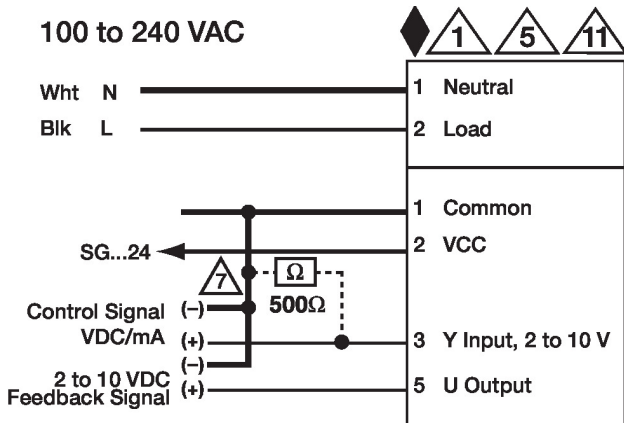 100 to 240 VAC
1 5 11
Wht N
1 Neutral
Blk L
2 Load
1 Common
SG...24
2 VCC
7
Ω
500Ω
Control Signal (–)
VDC/mA (+)
3 Y Input, 2 to 10 V
(–)
2 to 10 VDC
Feedback Signal (+)
5 U Output